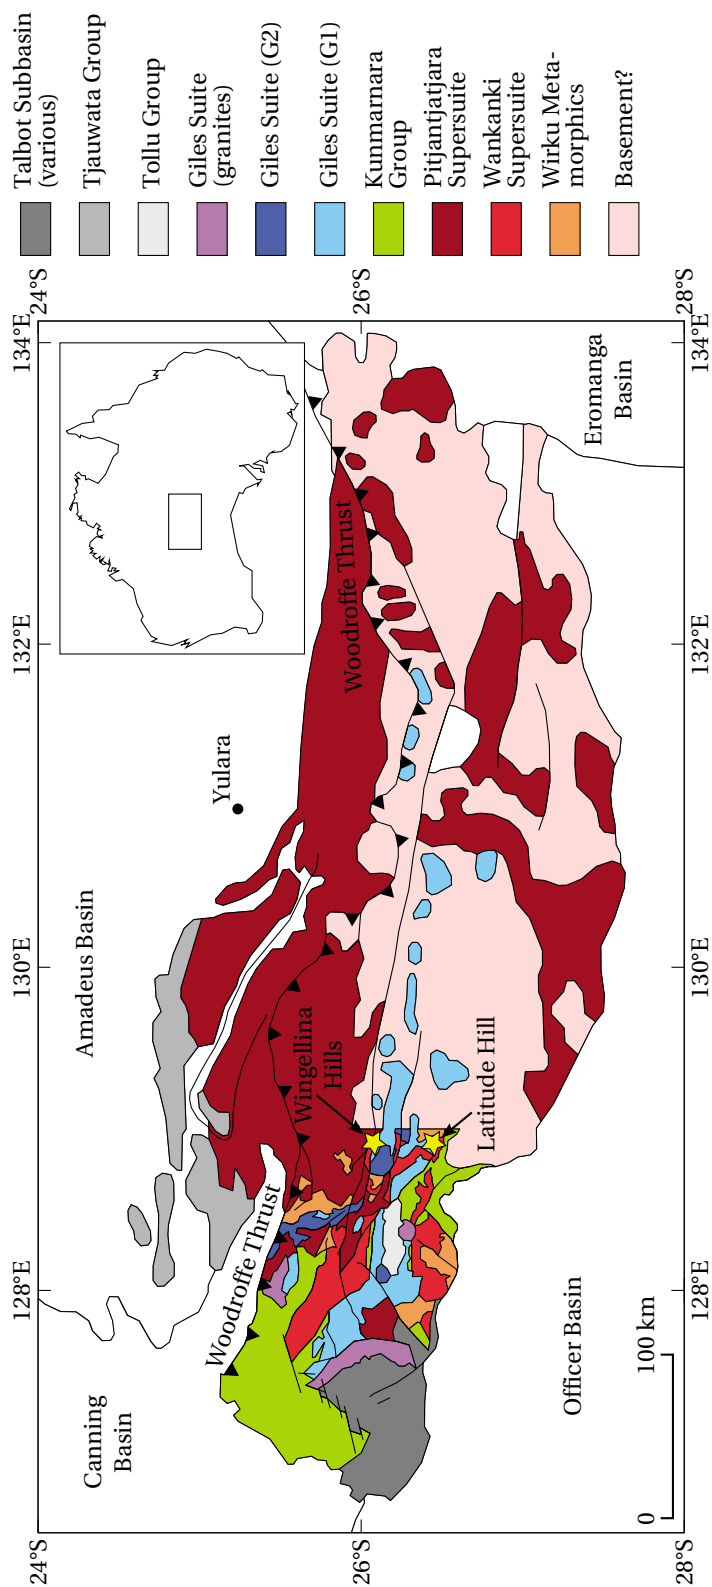 24°S
26°S
28°S
128°E
130°E
132°E
134°E
128°E
130°E
132°E
134°E
24°S
26°S
28°S
Canning
Basin
Amadeus Basin
Yulara
Woodroffe Thrust
Woodroffe Thrust
Wingellina
Hills
Latitude Hill
Officer Basin
Eromanga
Basin
0
100 km
Talbot Subbasin
(various)
Tjauwata Group
Tollu Group
Giles Suite
(granites)
Giles Suite (G2)
Giles Suite (G1)
Kunmarnara
Group
Pitjantjatjara
Supersuite
Wankanki
Supersuite
Wirku Meta-
morphics
Basement?